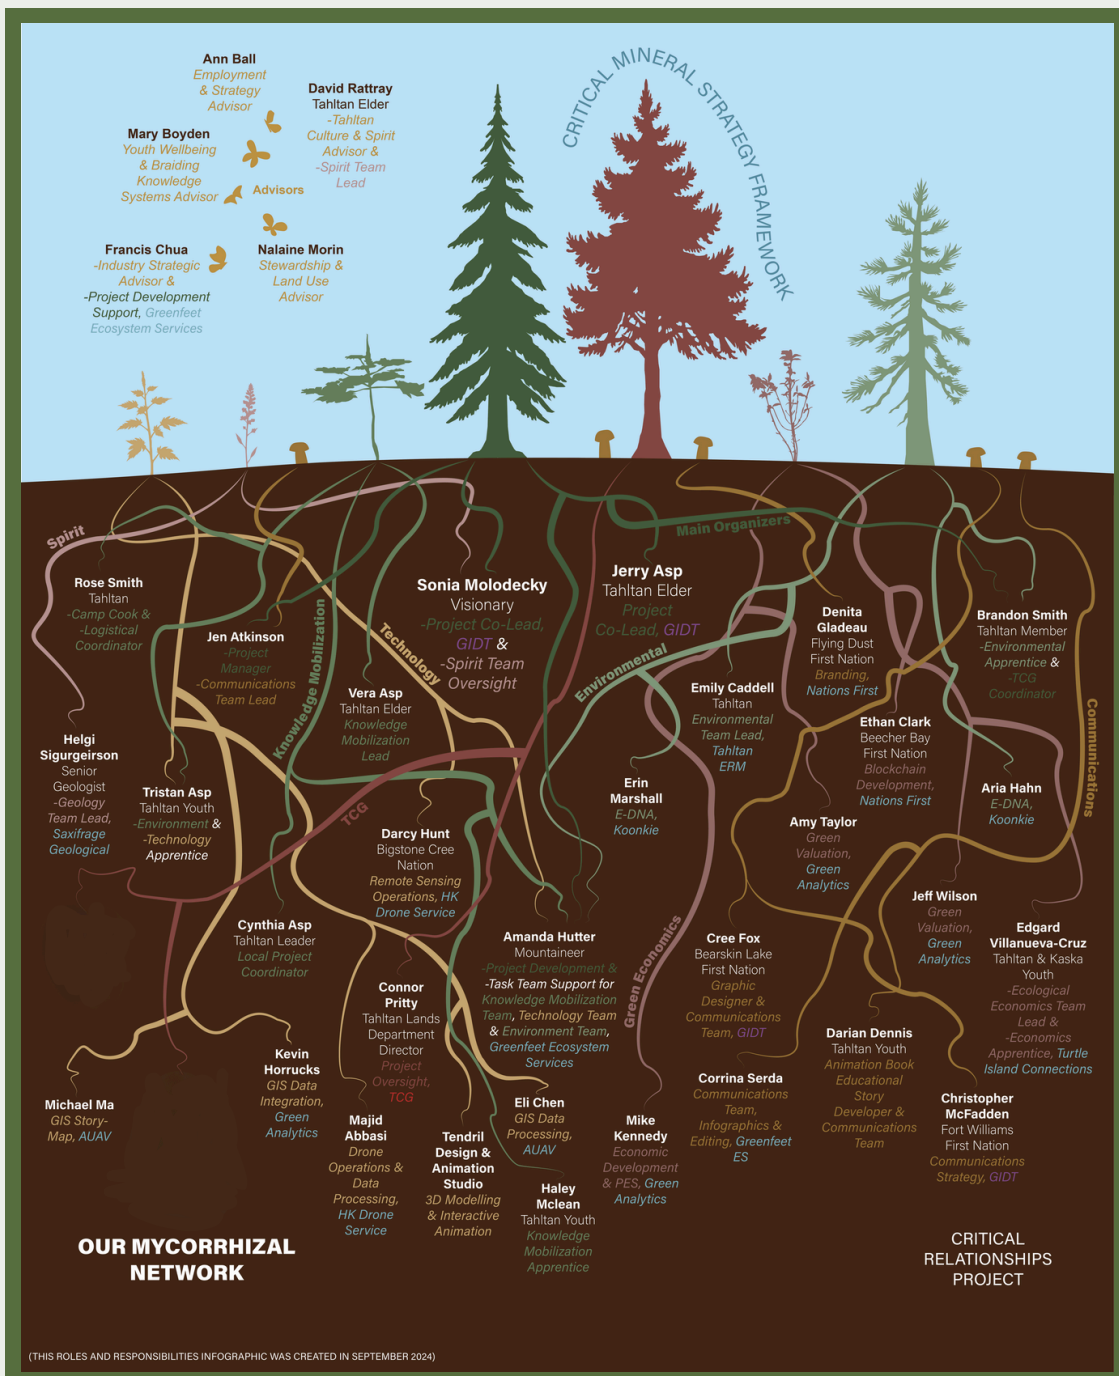 Ann Ball
Employment
& Strategy
Advisor
David Rattray
Tahltan Elder
-Tahltan
Culture & Spirit
Advisor &
-Spirit Team
Lead
Mary Boyden
Youth Wellbeing
& Braiding
Knowledge
Systems Advisor
Advisors
Francis Chua
-Industry Strategic
Advisor &
-Project Development
Support, Greenfeet
Ecosystem Services
Nalaine Morin
Stewardship &
Land Use
Advisor
CRITICAL MINERAL STRATEGY FRAMEWORK
Spirit
Main Organizers
Knowledge Mobilization
Technology
Environmental
Communications
TCG
Green Economics
Rose Smith
Tahltan
-Camp Cook &
-Logistical
Coordinator
Jen Atkinson
-Project
Manager
-Communications
Team Lead
Sonia Molodecky
Visionary
-Project Co-Lead,
GIDT &
-Spirit Team
Oversight
Jerry Asp
Tahltan Elder
Project
Co-Lead, GIDT
Denita
Gladeau
Flying Dust
First Nation
Branding,
Nations First
Brandon Smith
Tahltan Member
-Environmental
Apprentice &
-TCG
Coordinator
Vera Asp
Tahltan Elder
Knowledge
Mobilization
Lead
Emily Caddell
Tahltan
Environmental
Team Lead,
Tahltan
ERM
Ethan Clark
Beecher Bay
First Nation
Blockchain
Development,
Nations First
Helgi
Sigurgeirson
Senior
Geologist
-Geology
Team Lead,
Saxifrage
Geological
Tristan Asp
Tahltan Youth
-Environment &
-Technology
Apprentice
Erin
Marshall
E-DNA,
Koonkie
Aria Hahn
E-DNA,
Koonkie
Amy Taylor
Green
Valuation,
Green
Analytics
Darcy Hunt
Bigstone Cree
Nation
Remote Sensing
Operations, HK
Drone Service
Jeff Wilson
Green
Valuation,
Green
Analytics
Cynthia Asp
Tahltan Leader
Local Project
Coordinator
Amanda Hutter
Mountaineer
-Project Development &
-Task Team Support for
Knowledge Mobilization
Team, Technology Team
& Environment Team,
Greenfeet Ecosystem
Services
Cree Fox
Bearskin Lake
First Nation
Graphic
Designer &
Communications
Team, GIDT
Edgard
Villanueva-Cruz
Tahltan & Kaska
Youth
-Ecological
Economics Team
Lead &
-Economics
Apprentice, Turtle
Island Connections
Connor
Pritty
Tahltan Lands
Department
Director
Project
Oversight,
TCG
Darian Dennis
Tahltan Youth
Animation Book
Educational
Story
Developer &
Communications
Team
Kevin
Horrucks
GIS Data
Integration,
Green
Analytics
Michael Ma
GIS Story-
Map, AUAV
Majid
Abbasi
Drone
Operations &
Data
Processing,
HK Drone
Service
Tendril
Design &
Animation
Studio
3D Modelling
& Interactive
Animation
Eli Chen
GIS Data
Processing,
AUAV
Mike
Kennedy
Economic
Development
& PES, Green
Analytics
Corrina Serda
Communications
Team,
Infographics &
Editing, Greenfeet
ES
Christopher
McFadden
Fort Williams
First Nation
Communications
Strategy, GIDT
Haley
Mclean
Tahltan Youth
Knowledge
Mobilization
Apprentice
OUR MYCORRHIZAL
NETWORK
CRITICAL
RELATIONSHIPS
PROJECT
(THIS ROLES AND RESPONSIBILITIES INFOGRAPHIC WAS CREATED IN SEPTEMBER 2024)